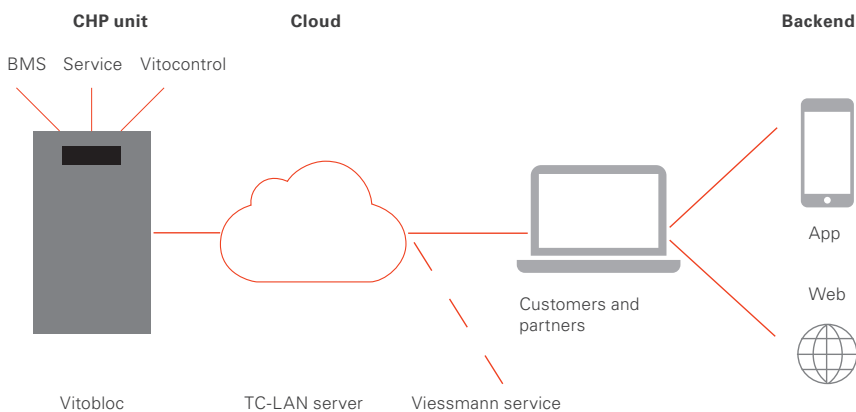 CHP unit
Cloud
Backend
BMS
Service
Vitocontrol
App
Web
Customers and
partners
Vitobloc
TC-LAN server
Viessmann service